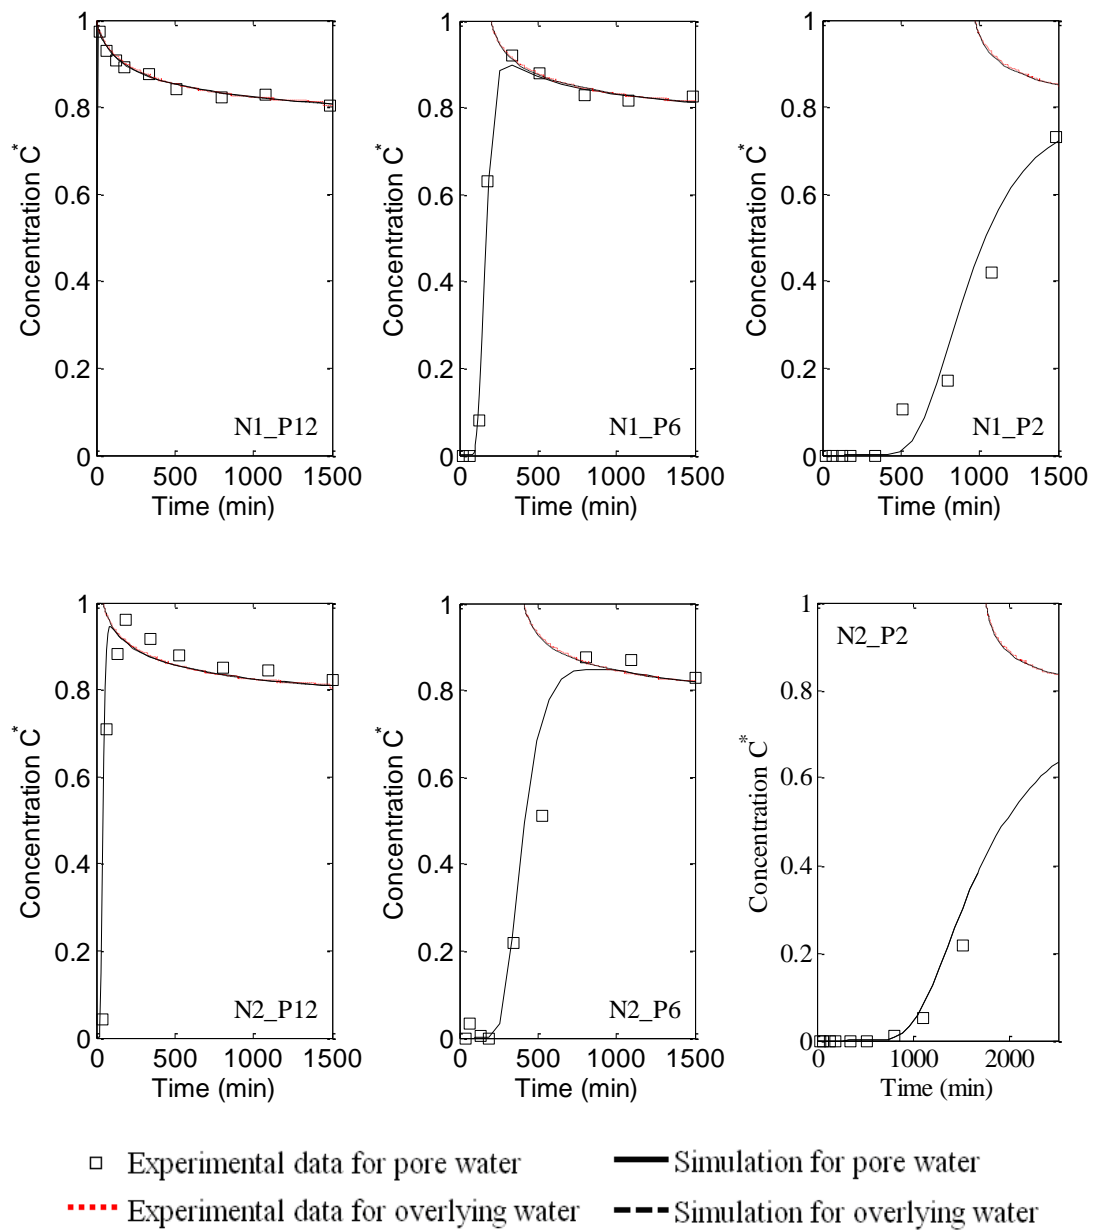 1
0.8
0.6
0.4
0.2
0
Concentration C*
0 500 1000 1500
Time (min)
N1_P12
1
0.8
0.6
0.4
0.2
0
Concentration C*
0 500 1000 1500
Time (min)
N1_P6
1
0.8
0.6
0.4
0.2
0
Concentration C*
0 500 1000 1500
Time (min)
N1_P2
1
0.8
0.6
0.4
0.2
0
Concentration C*
0 500 1000 1500
Time (min)
N2_P12
1
0.8
0.6
0.4
0.2
0
Concentration C*
0 500 1000 1500
Time (min)
N2_P6
1
0.8
0.6
0.4
0.2
0
Concentration C*
0 1000 2000
Time (min)
N2_P2
Experimental data for pore water
Simulation for pore water
Experimental data for overlying water
Simulation for overlying water